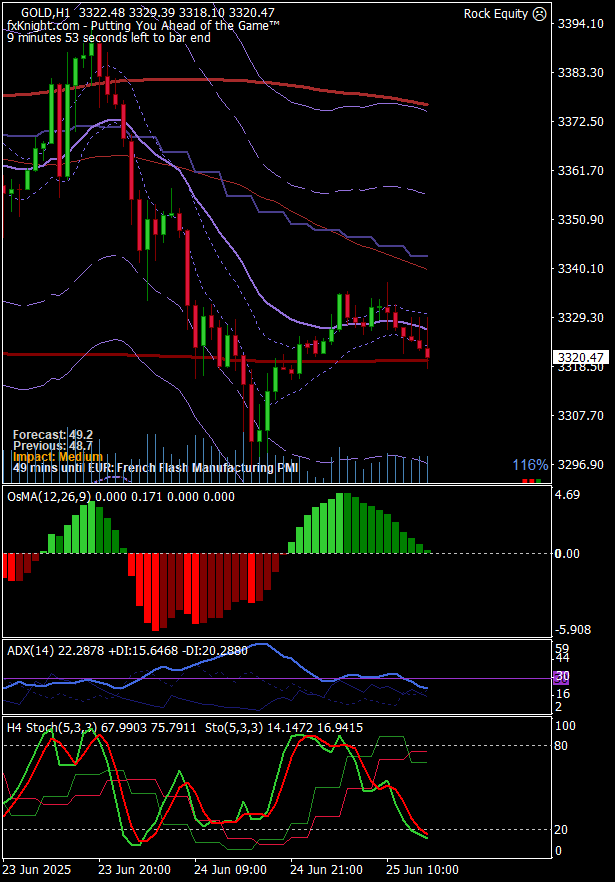 GOLD,H1 3322.48 3329.39 3318.10 3320.47
Rock Equity ☹
fxKnight.com - Putting You Ahead of the Game™
9 minutes 53 seconds left to bar end
3394.10
3383.30
3372.50
3361.70
3350.90
3340.10
3329.30
3320.47
3318.50
3307.70
3296.90
Forecast: 49.2
Previous: 48.7
Impact: Medium
49 mins until EUR: French Flash Manufacturing PMI
116%
OsMA(12,26,9) 0.000 0.171 0.000 0.000
4.69
0.00
-5.908
ADX(14) 22.2878 +DI:15.6468 -DI:20.2880
59
44
30
16
2
H4 Stoch(5,3,3) 67.9903 75.7911 Sto(5,3,3) 14.1472 16.9415
100
80
20
0
23 Jun 2025
23 Jun 20:00
24 Jun 09:00
24 Jun 21:00
25 Jun 10:00